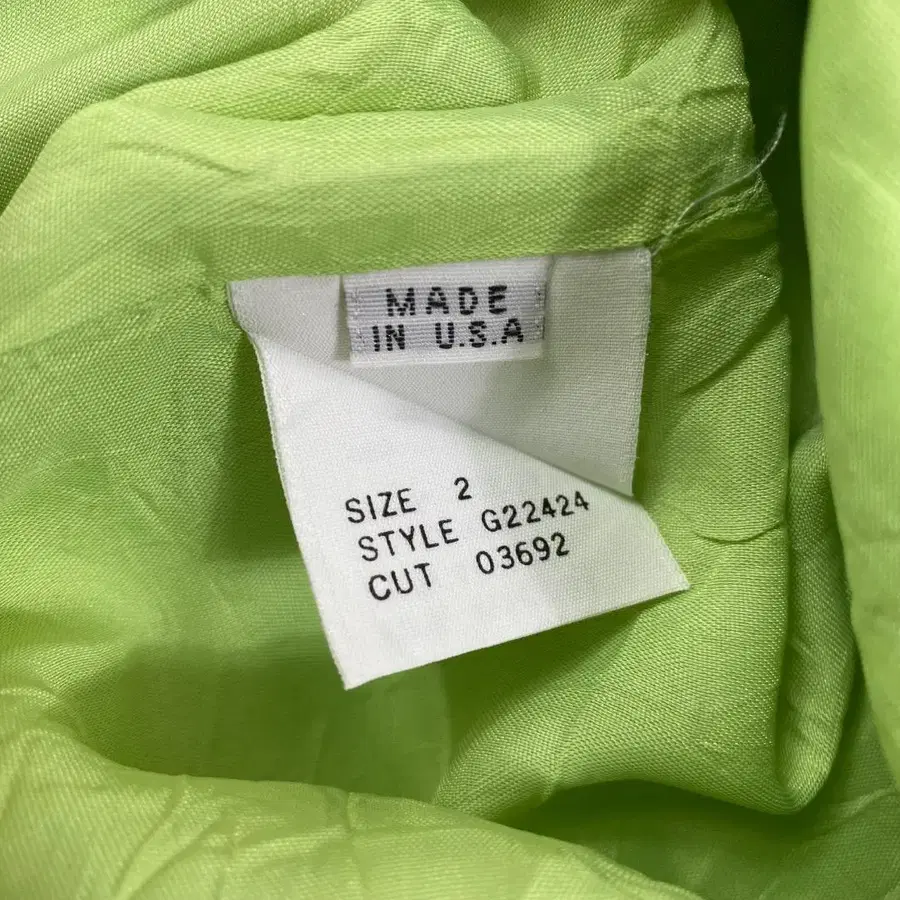 MADE
IN U.S.A
SIZE 2
STYLE G22424
CUT 03692